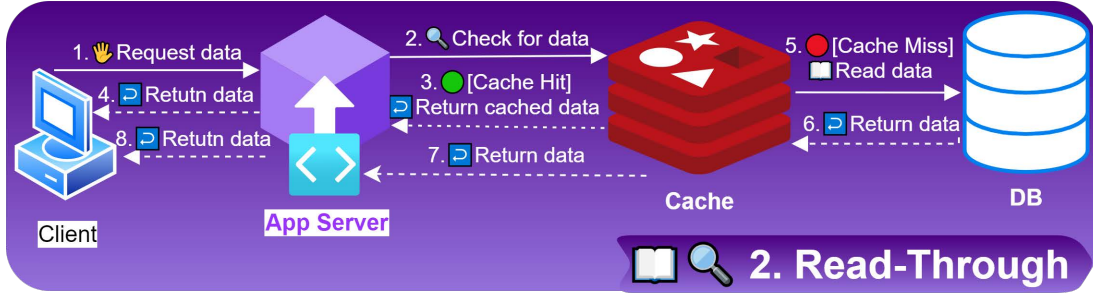 1. 🖐 Request data
4. ↩ Retutn data
8. ↩ Retutn data
Client
App Server
2. 🔍 Check for data
3. 🟢 [Cache Hit]
↩ Return cached data
7. ↩ Return data
Cache
5. 🔴 [Cache Miss]
📖 Read data
6. ↩ Return data
DB
📖 🔍 2. Read-Through